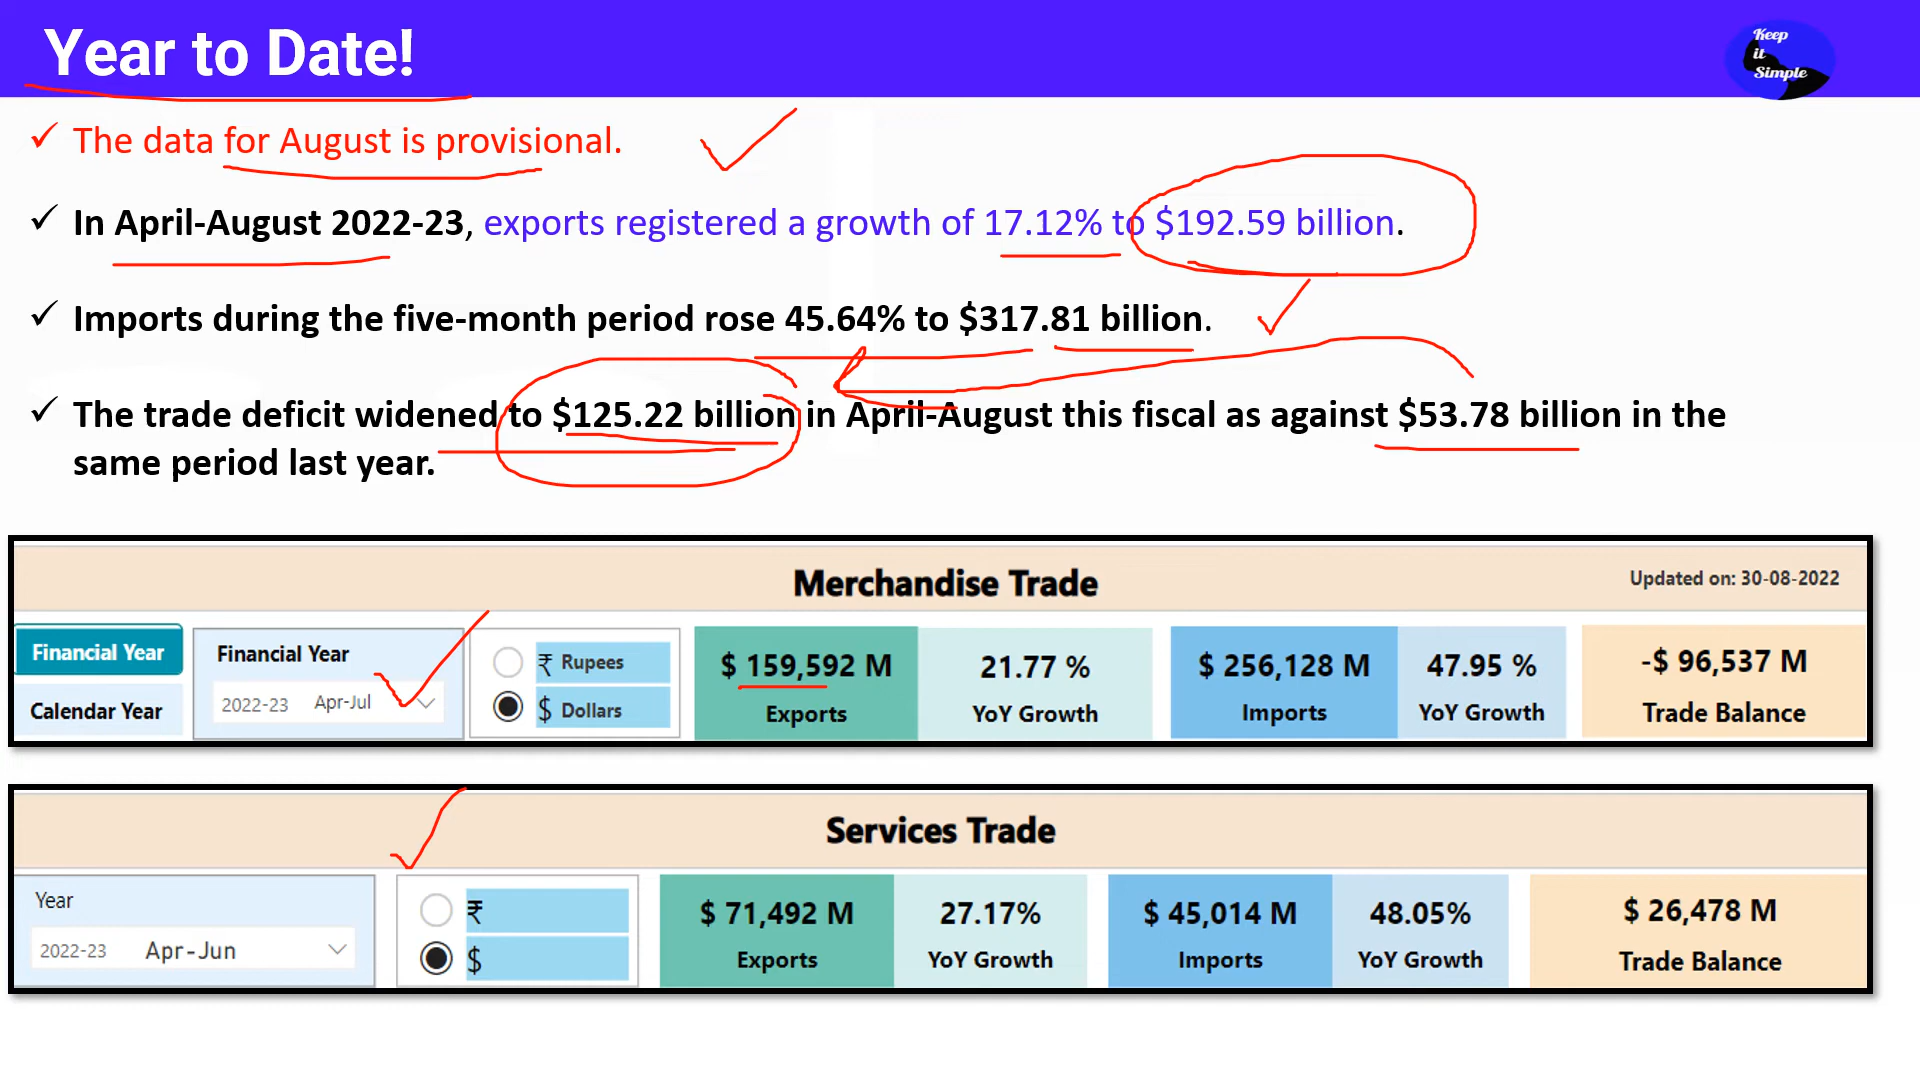 Year to Date!
Keep
it
Simple
The data for August is provisional.
In April-August 2022-23, exports registered a growth of 17.12% to $192.59 billion.
Imports during the five-month period rose 45.64% to $317.81 billion.
The trade deficit widened to $125.22 billion in April-August this fiscal as against $53.78 billion in the
same period last year.
Merchandise Trade
Updated on: 30-08-2022
Financial Year
Calendar Year
Financial Year
2022-23 Apr-Jul
₹ Rupees
$ Dollars
$ 159,592 M
Exports
21.77 %
YoY Growth
$ 256,128 M
Imports
47.95 %
YoY Growth
-$ 96,537 M
Trade Balance
Services Trade
Year
2022-23 Apr-Jun
₹
$
$ 71,492 M
Exports
27.17%
YoY Growth
$ 45,014 M
Imports
48.05%
YoY Growth
$ 26,478 M
Trade Balance